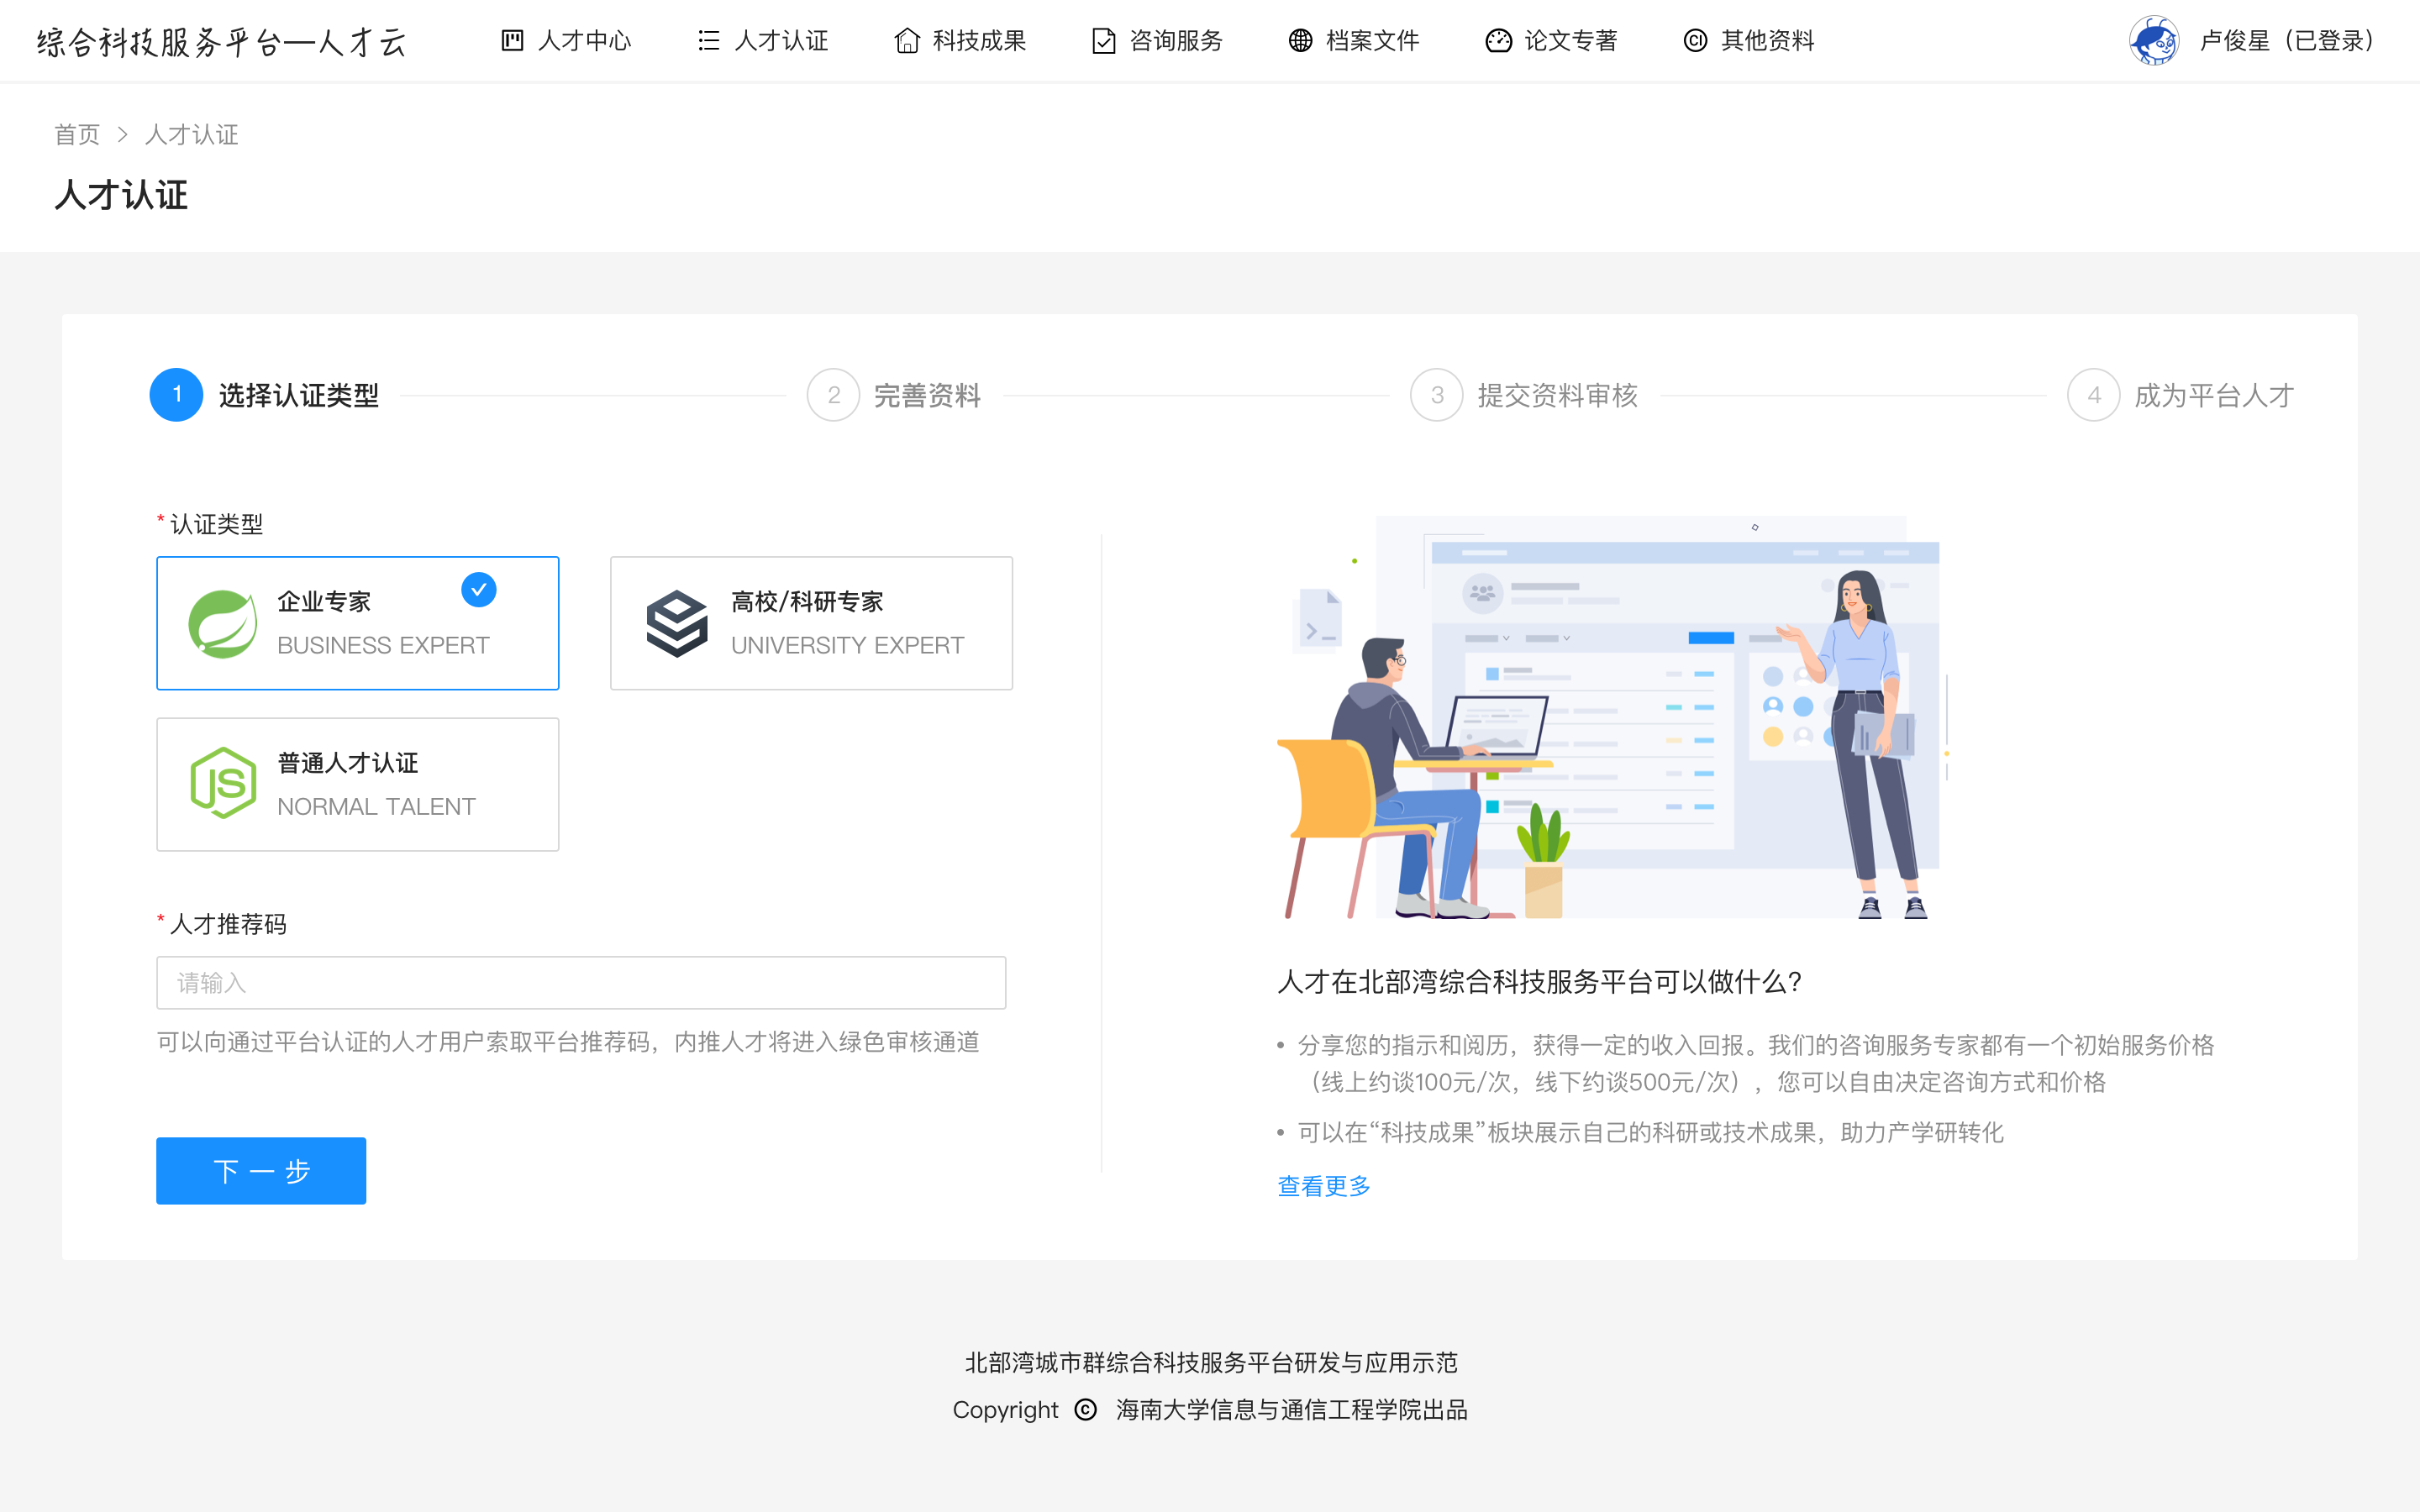 综合科技服务平台—人才云 人才中心 人才认证 科技成果 咨询服务 档案文件 论文专著 其他资料 卢俊星（已登录）
首页 > 人才认证
人才认证
1 选择认证类型 2 完善资料 3 提交资料审核 4 成为平台人才
* 认证类型
企业专家
BUSINESS EXPERT
高校/科研专家
UNIVERSITY EXPERT
普通人才认证
NORMAL TALENT
* 人才推荐码
请输入
可以向通过平台认证的人才用户索取平台推荐码，内推人才将进入绿色审核通道
下一步
人才在北部湾综合科技服务平台可以做什么？
• 分享您的指示和阅历，获得一定的收入回报。我们的咨询服务专家都有一个初始服务价格
（线上约谈100元/次，线下约谈500元/次），您可以自由决定咨询方式和价格
• 可以在“科技成果”板块展示自己的科研或技术成果，助力产学研转化
查看更多
北部湾城市群综合科技服务平台研发与应用示范
Copyright © 海南大学信息与通信工程学院出品